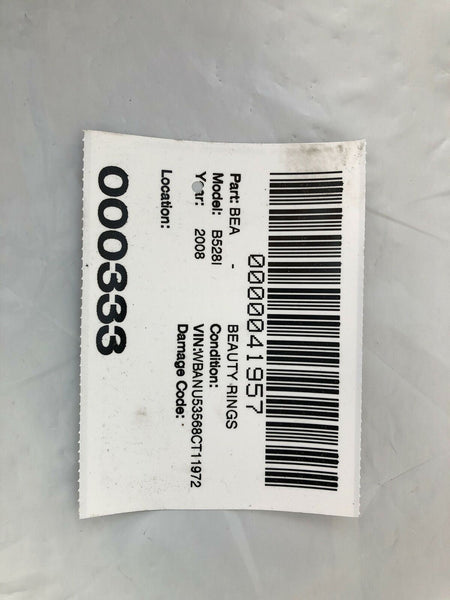 0000041957
Part: BEA - BEAUTY RINGS
Model: B528I Condition:
Year: 2008 VIN:WBANU53568CT11972
Damage Code:
Location:
000333